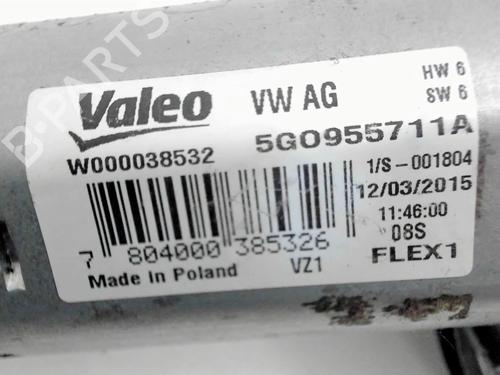 B-PARTS
Valeo VW AG HW 6
SW 6
W000038532 5G0955711A
1/S-001804
12/03/2015
11:46:00
08S
7 804000 385326
Made in Poland VZ1 FLEX1